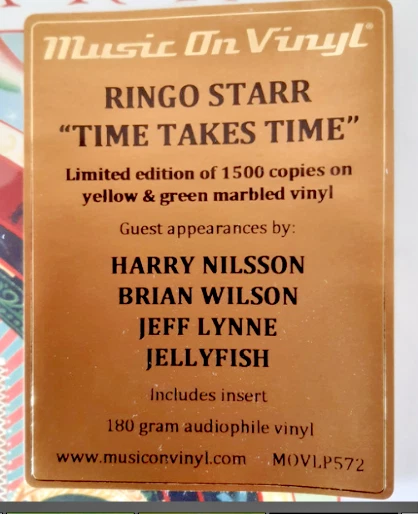 Music On Vinyl®
RINGO STARR
“TIME TAKES TIME”
Limited edition of 1500 copies on
yellow & green marbled vinyl
Guest appearances by:
HARRY NILSSON
BRIAN WILSON
JEFF LYNNE
JELLYFISH
Includes insert
180 gram audiophile vinyl
www.musiconvinyl.com MOVLP572